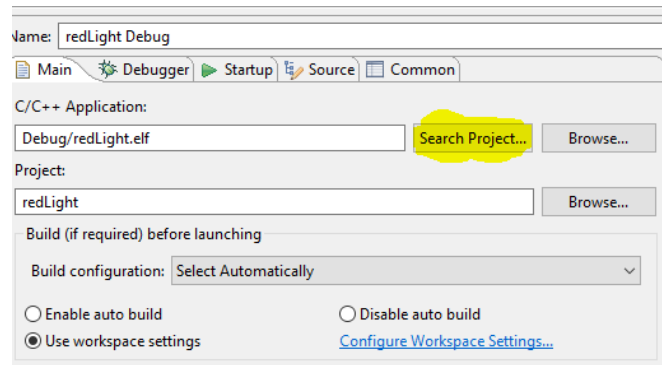 Name: redLight Debug
Main Debugger Startup Source Common
C/C++ Application:
Debug/redLight.elf Search Project... Browse...
Project:
redLight Browse...
Build (if required) before launching
Build configuration: Select Automatically
Enable auto build Disable auto build
Use workspace settings Configure Workspace Settings...